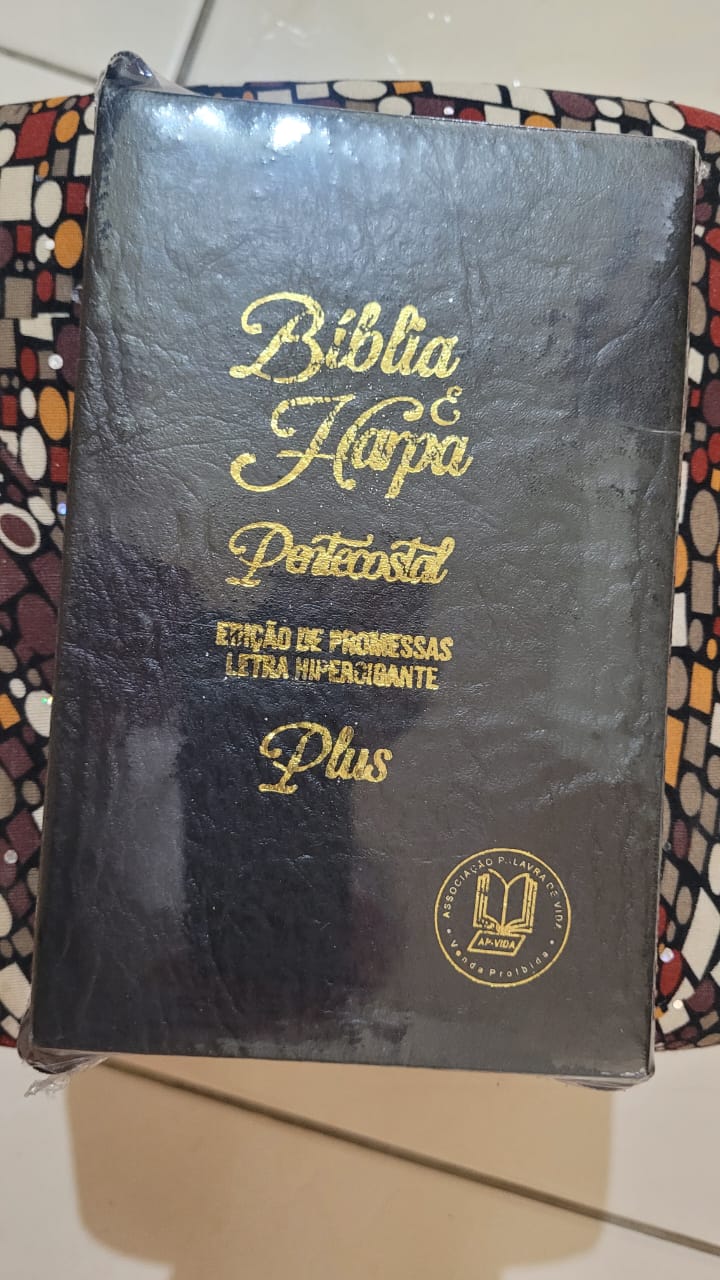 Bíblia
E
Harpa
Pentecostal
EDIÇÃO DE PROMESSAS
LETRA HIPERGIGANTE
Plus
ASSOCIAÇÃO PALAVRA DE VIDA
AP-VIDA
Venda Proibida